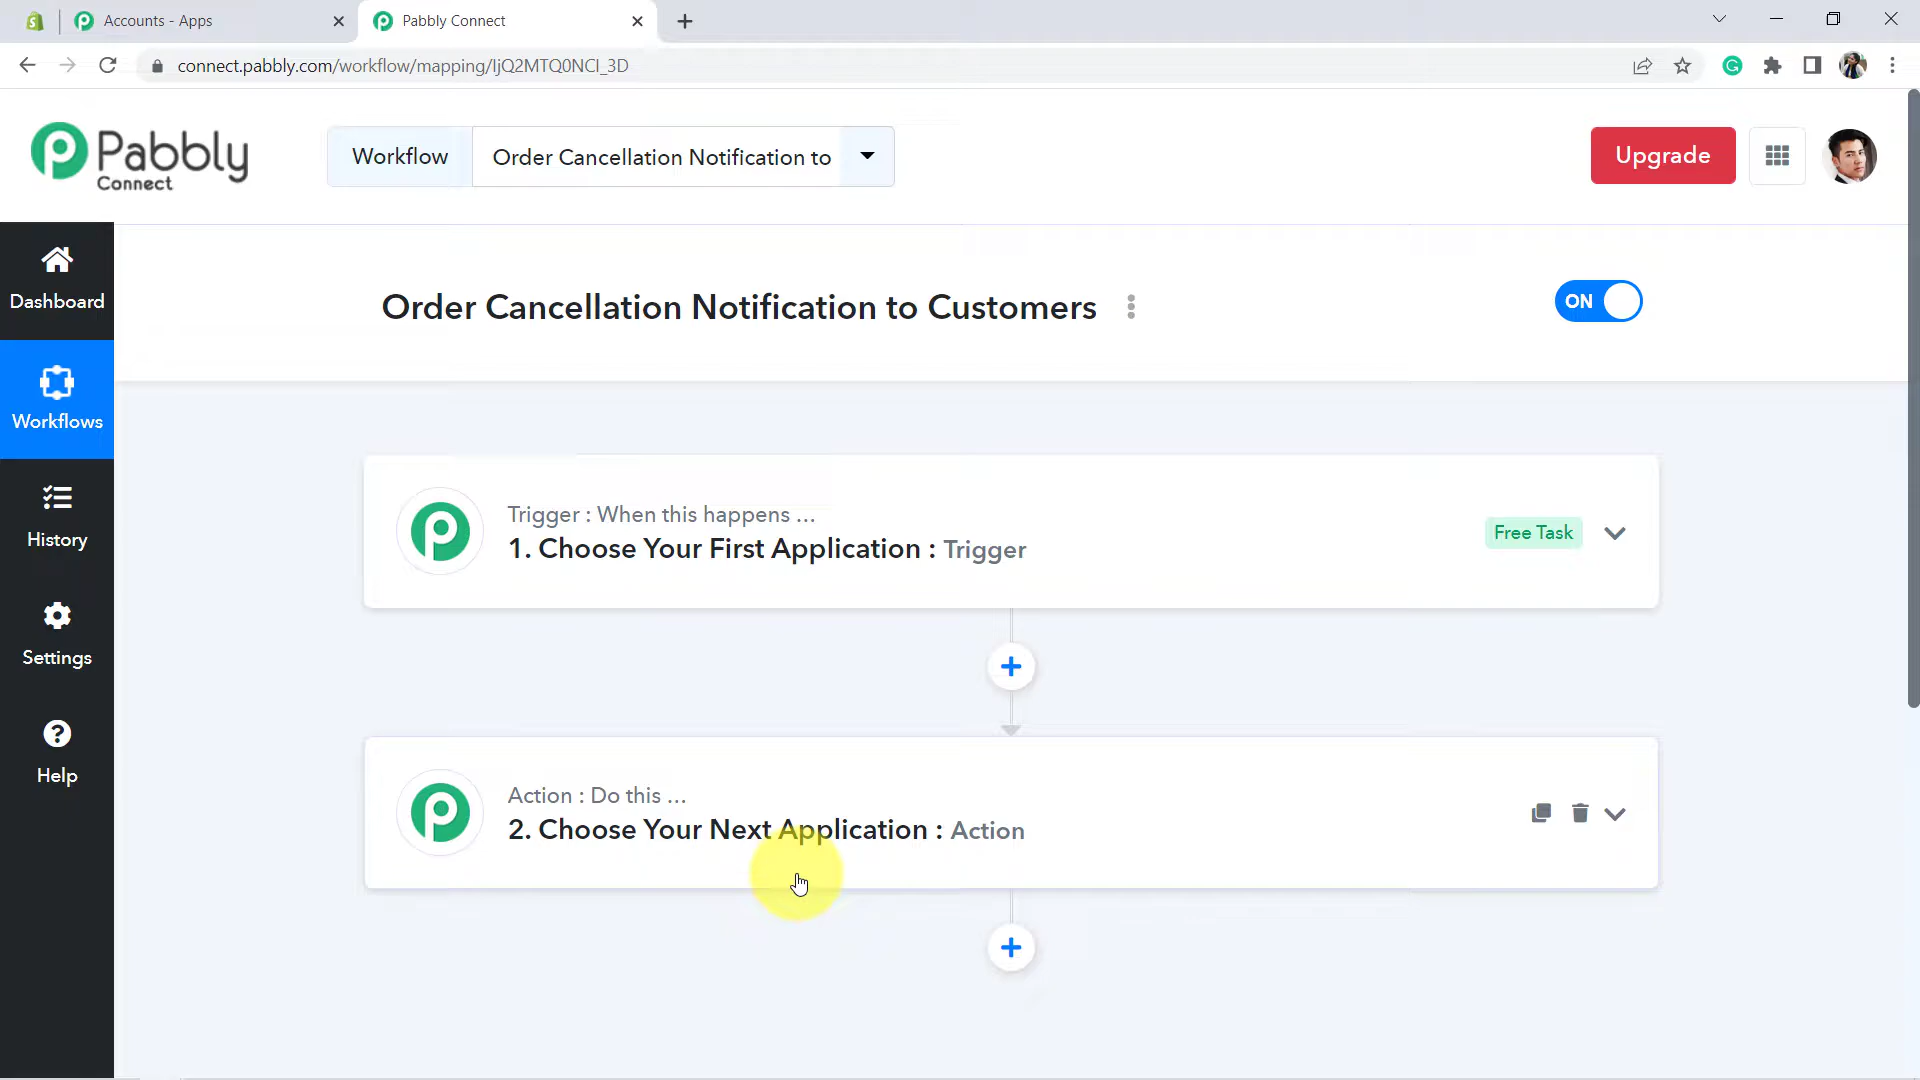 Accounts - Apps
Pabbly Connect
connect.pabbly.com/workflow/mapping/IjQ2MTQ0NCI_3D
Pabbly
Connect
Workflow
Order Cancellation Notification to
Upgrade
Dashboard
Workflows
History
Settings
Help
Order Cancellation Notification to Customers
ON
Trigger : When this happens ...
1. Choose Your First Application : Trigger
Free Task
Action : Do this ...
2. Choose Your Next Application : Action